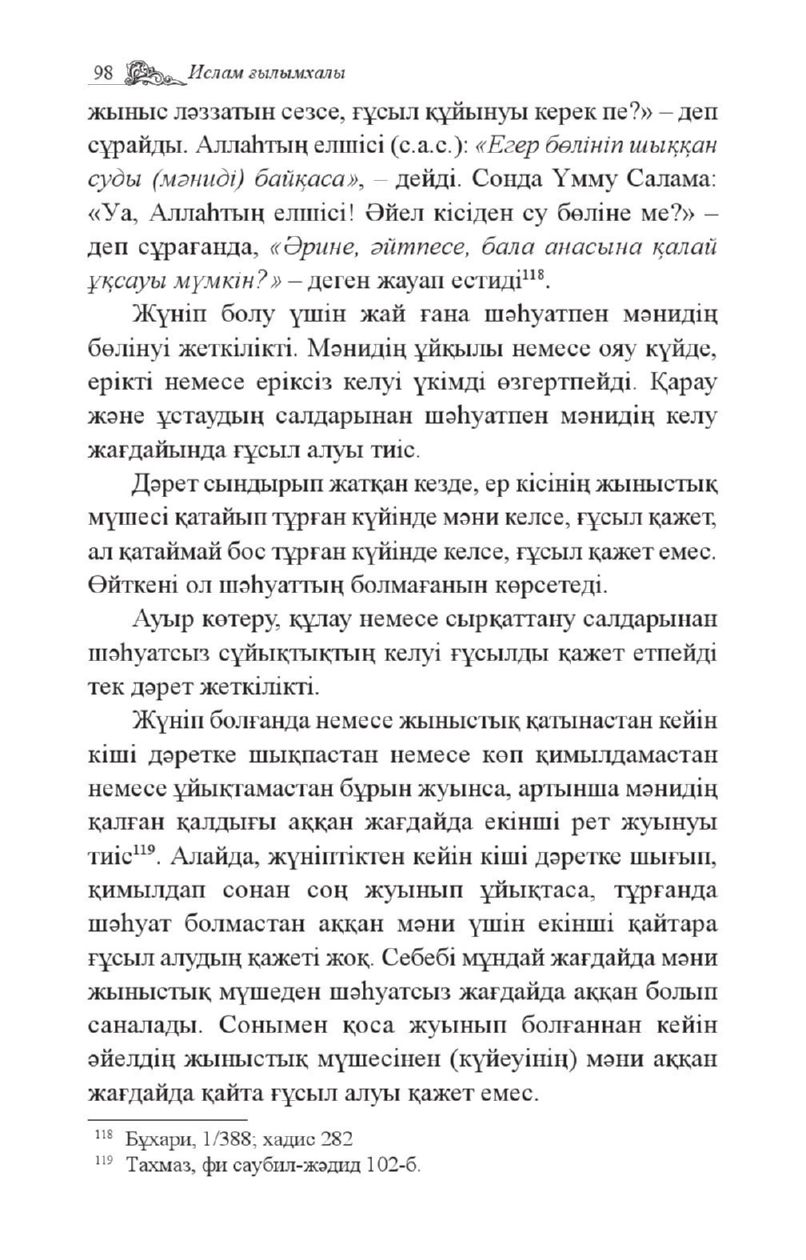 98 Ислам ғылымхалы
жыныс ләззатын сезсе, ғұсыл құйынуы керек пе?» – деп
сұрайды. Аллаһтың елшісі (с.а.с.): «Егер бөлініп шыққан
суды (мәниді) байқаса», – дейді. Сонда Үмму Салама:
«Уа, Аллаһтың елшісі! Әйел кісіден су бөліне ме?» –
деп сұрағанда, «Әрине, әйтпесе, бала анасына қалай
ұқсауы мүмкін?» – деген жауап естиді¹¹⁸.
Жүніп болу үшін жай ғана шәһуатпен мәнидің
бөлінуі жеткілікті. Мәнидің ұйқылы немесе ояу күйде,
ерікті немесе еріксіз келуі үкімді өзгертпейді. Қарау
және ұстаудың салдарынан шәһуатпен мәнидің келу
жағдайында ғұсыл алуы тиіс.
Дәрет сындырып жатқан кезде, ер кісінің жыныстық
мүшесі қатайып тұрған күйінде мәни келсе, ғұсыл қажет,
ал қатаймай бос тұрған күйінде келсе, ғұсыл қажет емес.
Өйткені ол шәһуаттың болмағанын көрсетеді.
Ауыр көтеру, құлау немесе сырқаттану салдарынан
шәһуатсыз сұйықтықтың келуі ғұсылды қажет етпейді
тек дәрет жеткілікті.
Жүніп болғанда немесе жыныстық қатынастан кейін
кіші дәретке шықпастан немесе көп қимылдамастан
немесе ұйықтамастан бұрын жуынса, артынша мәнидің
қалған қалдығы аққан жағдайда екінші рет жуынуы
тиіс¹¹⁹. Алайда, жүніптіктен кейін кіші дәретке шығып,
қимылдап сонан соң жуынып ұйықтаса, тұрғанда
шәһуат болмастан аққан мәни үшін екінші қайтара
ғұсыл алудың қажеті жоқ. Себебі мұндай жағдайда мәни
жыныстық мүшеден шәһуатсыз жағдайда аққан болып
саналады. Сонымен қоса жуынып болғаннан кейін
әйелдің жыныстық мүшесінен (күйеуінің) мәни аққан
жағдайда қайта ғұсыл алуы қажет емес.
¹¹⁸ Бұхари, 1/388; хадис 282
¹¹⁹ Тахмаз, фи саубил-жәдид 102-б.